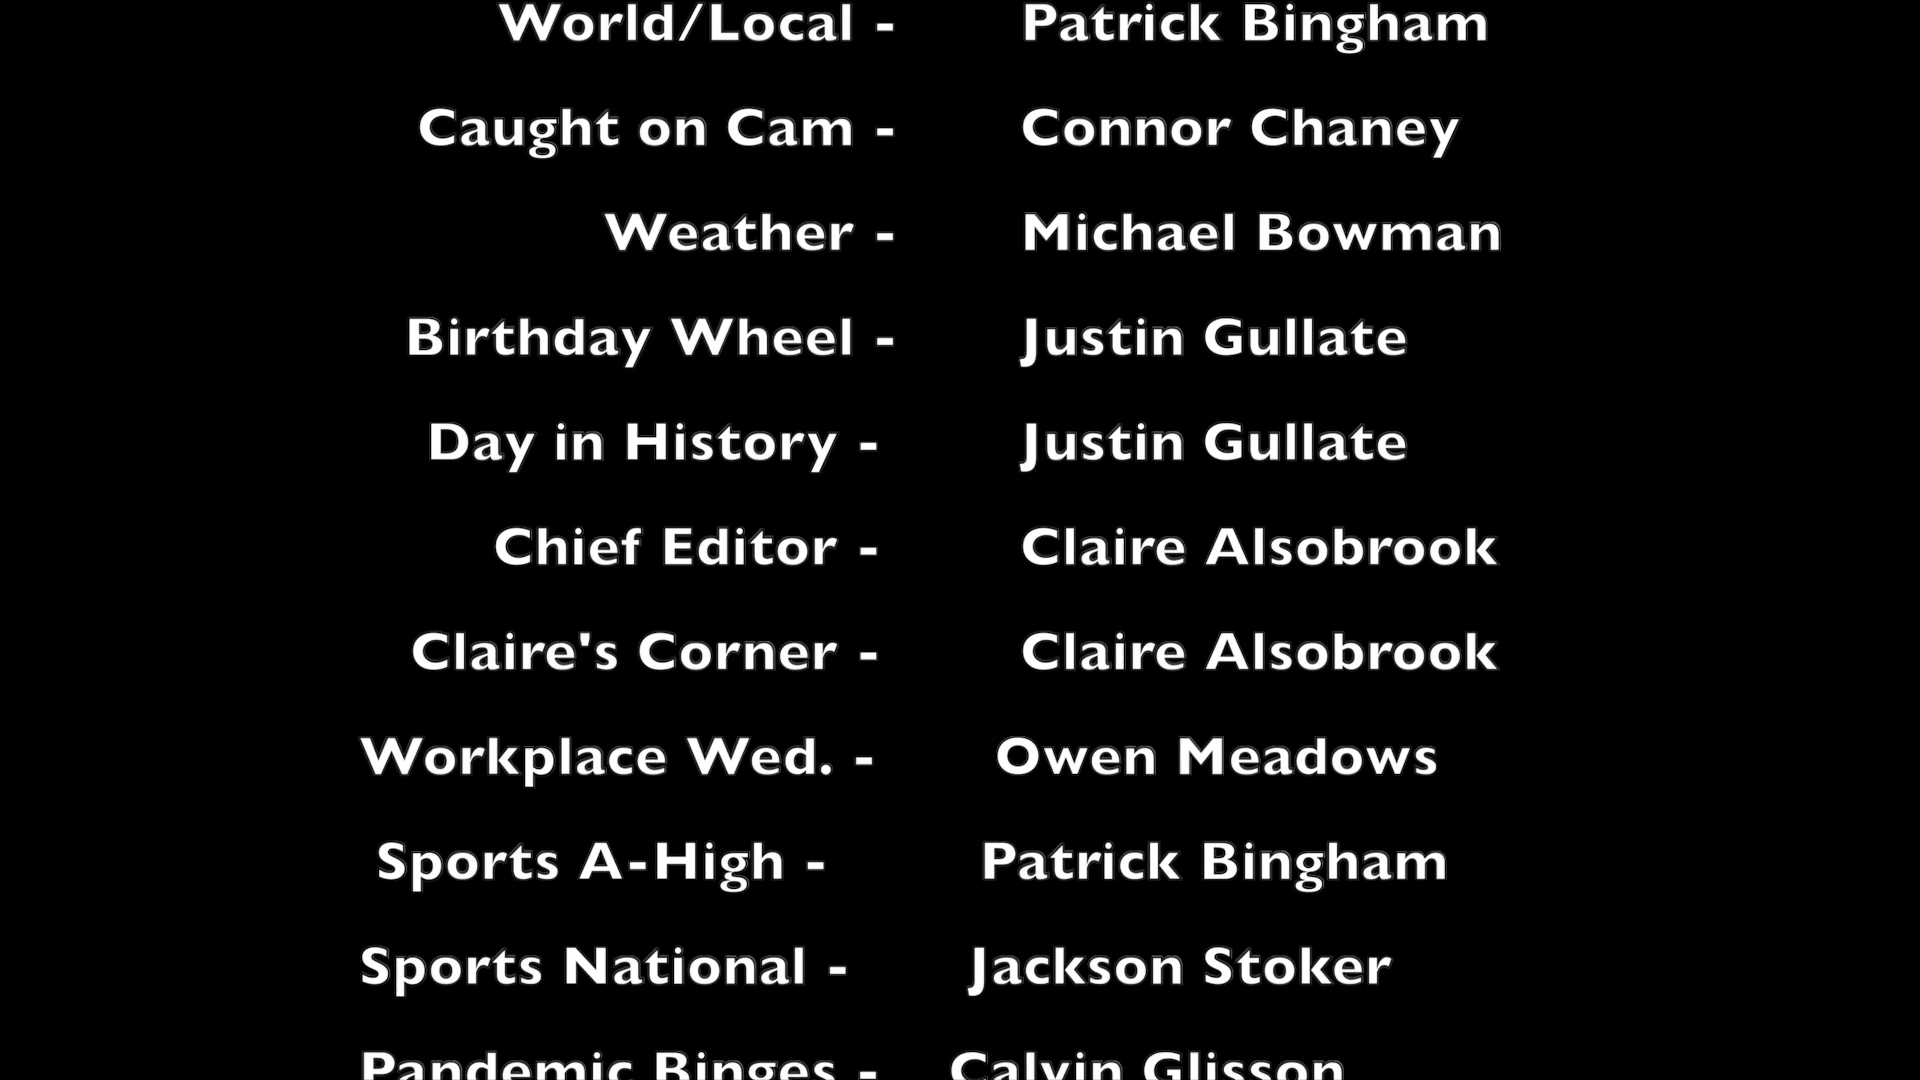 World/Local - Patrick Bingham
Caught on Cam - Connor Chaney
Weather - Michael Bowman
Birthday Wheel - Justin Gullate
Day in History - Justin Gullate
Chief Editor - Claire Alsobrook
Claire's Corner - Claire Alsobrook
Workplace Wed. - Owen Meadows
Sports A-High - Patrick Bingham
Sports National - Jackson Stoker
Pandemic Binges - Calvin Glisson